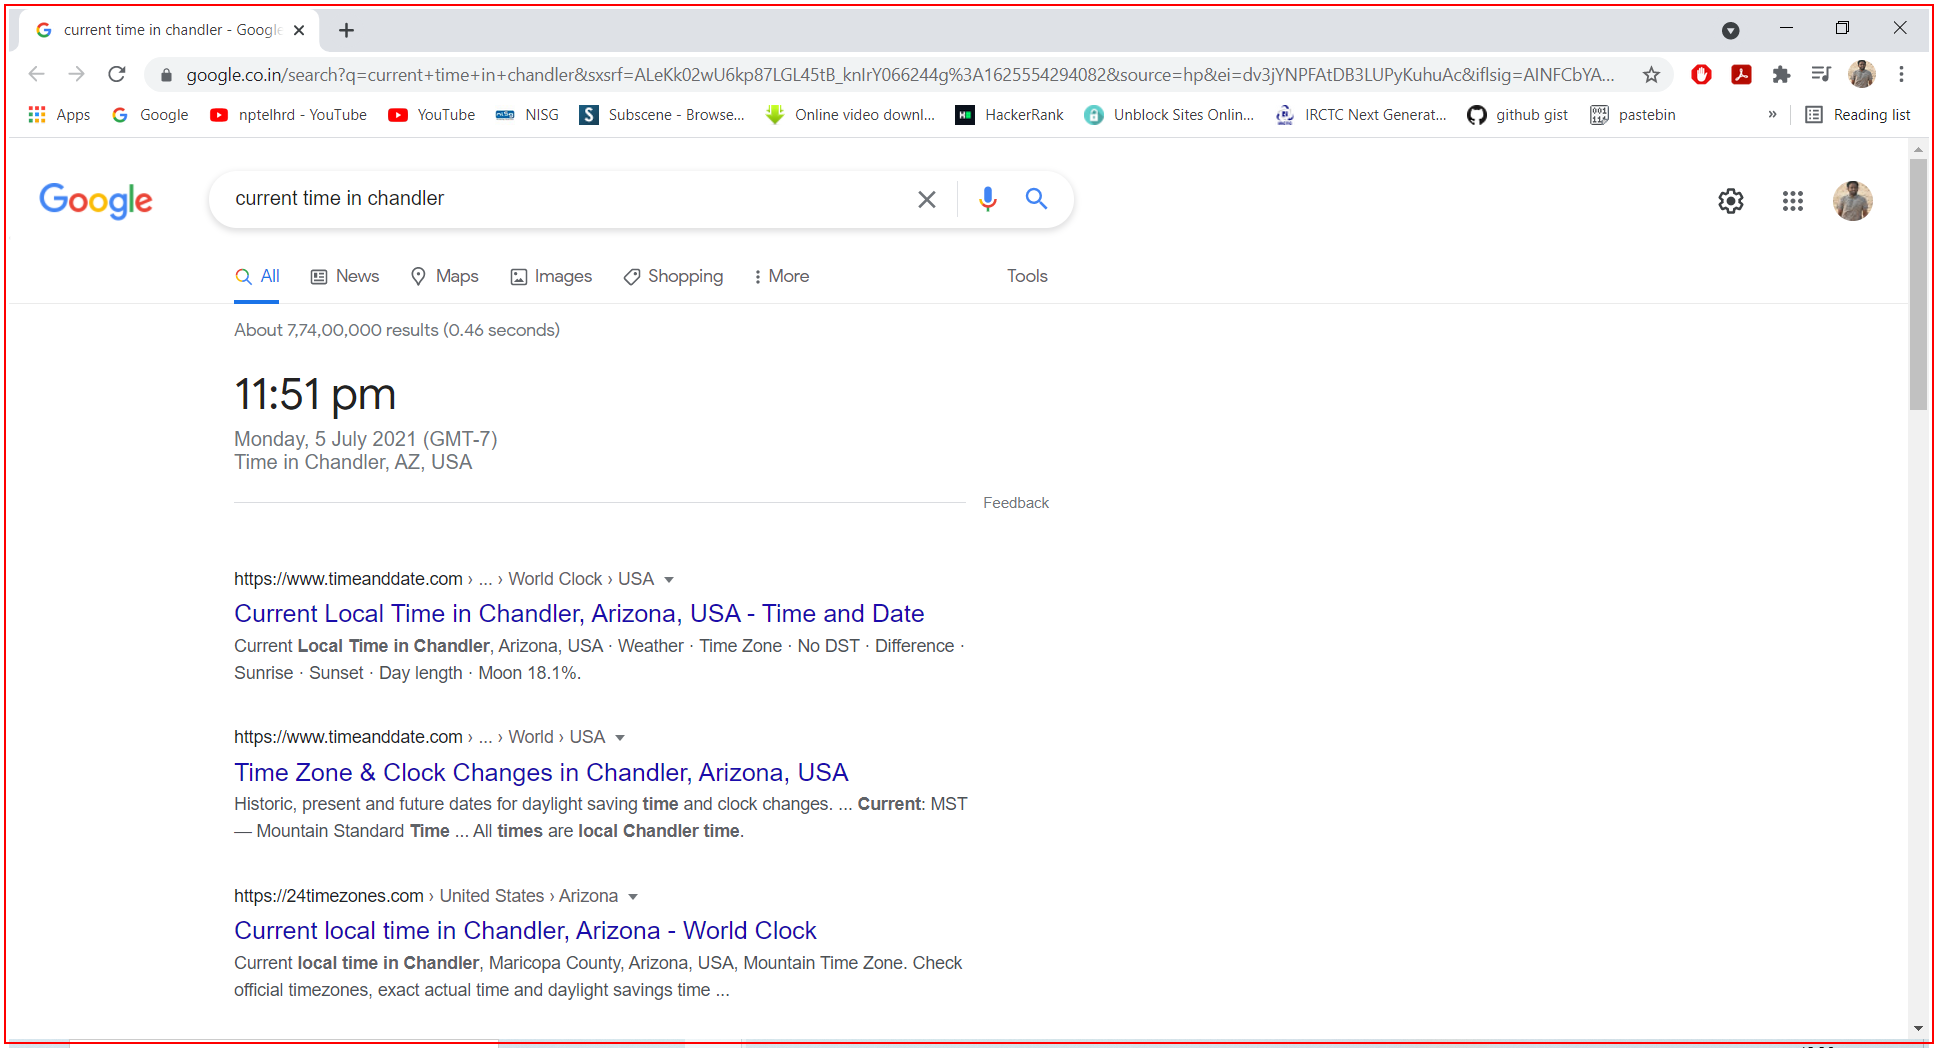 current time in chandler - Google
google.co.in/search?q=current+time+in+chandler&sxsrf=ALeKk02wU6kp87LGL45tB_knIrY066244g%3A1625554294082&source=hp&ei=dv3jYNPFAtDB3LUPyKuhuAc&iflsig=AINFCbYA...
Apps Google nptelhrd - YouTube YouTube NISG Subscene - Browse... Online video downl... HackerRank Unblock Sites Onlin... IRCTC Next Generat... github gist pastebin » Reading list
Google current time in chandler
All News Maps Images Shopping More Tools
About 7,74,00,000 results (0.46 seconds)
11:51 pm
Monday, 5 July 2021 (GMT-7)
Time in Chandler, AZ, USA
Feedback
https://www.timeanddate.com › ... › World Clock › USA
Current Local Time in Chandler, Arizona, USA - Time and Date
Current Local Time in Chandler, Arizona, USA · Weather · Time Zone · No DST · Difference ·
Sunrise · Sunset · Day length · Moon 18.1%.
https://www.timeanddate.com › ... › World › USA
Time Zone & Clock Changes in Chandler, Arizona, USA
Historic, present and future dates for daylight saving time and clock changes. ... Current: MST
— Mountain Standard Time ... All times are local Chandler time.
https://24timezones.com › United States › Arizona
Current local time in Chandler, Arizona - World Clock
Current local time in Chandler, Maricopa County, Arizona, USA, Mountain Time Zone. Check
official timezones, exact actual time and daylight savings time ...